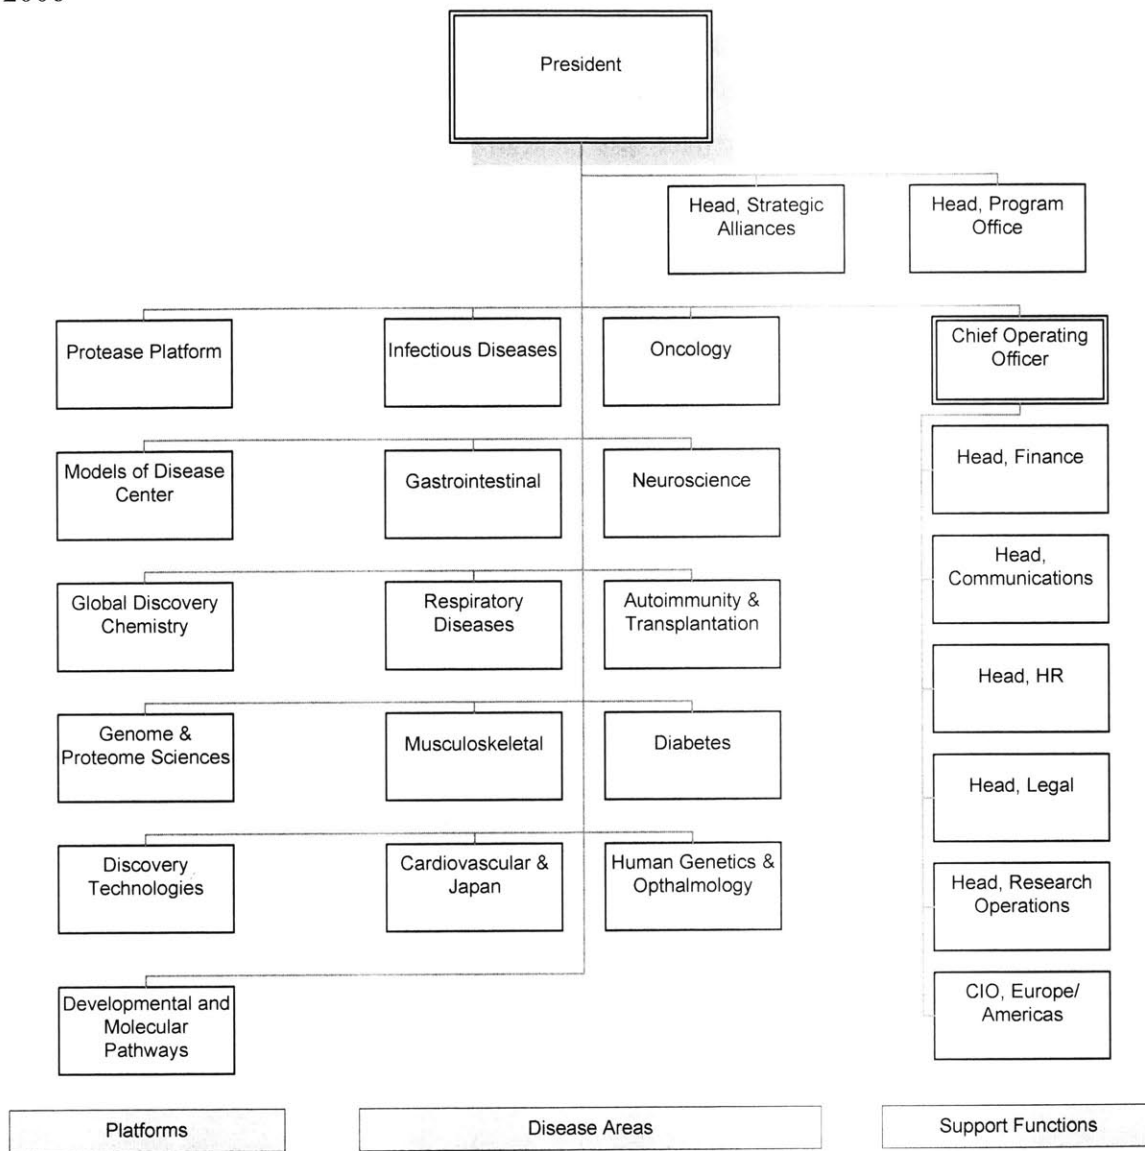 President
Head, Strategic
Alliances
Head, Program
Office
Protease Platform
Infectious Diseases
Oncology
Chief Operating
Officer
Models of Disease
Center
Gastrointestinal
Neuroscience
Head, Finance
Head,
Communications
Global Discovery
Chemistry
Respiratory
Diseases
Autoimmunity &
Transplantation
Head, HR
Genome &
Proteome Sciences
Musculoskeletal
Diabetes
Head, Legal
Discovery
Technologies
Cardiovascular &
Japan
Human Genetics &
Opthalmology
Head, Research
Operations
Developmental and
Molecular
Pathways
CIO, Europe/
Americas
Platforms
Disease Areas
Support Functions